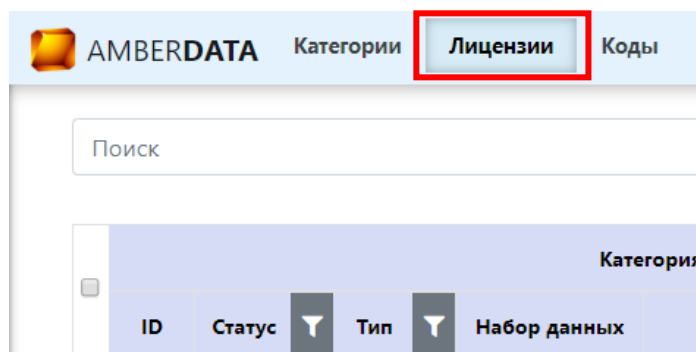 AMBERDATA Категории Лицензии Коды
Поиск
Категория
ID Статус Тип Набор данных